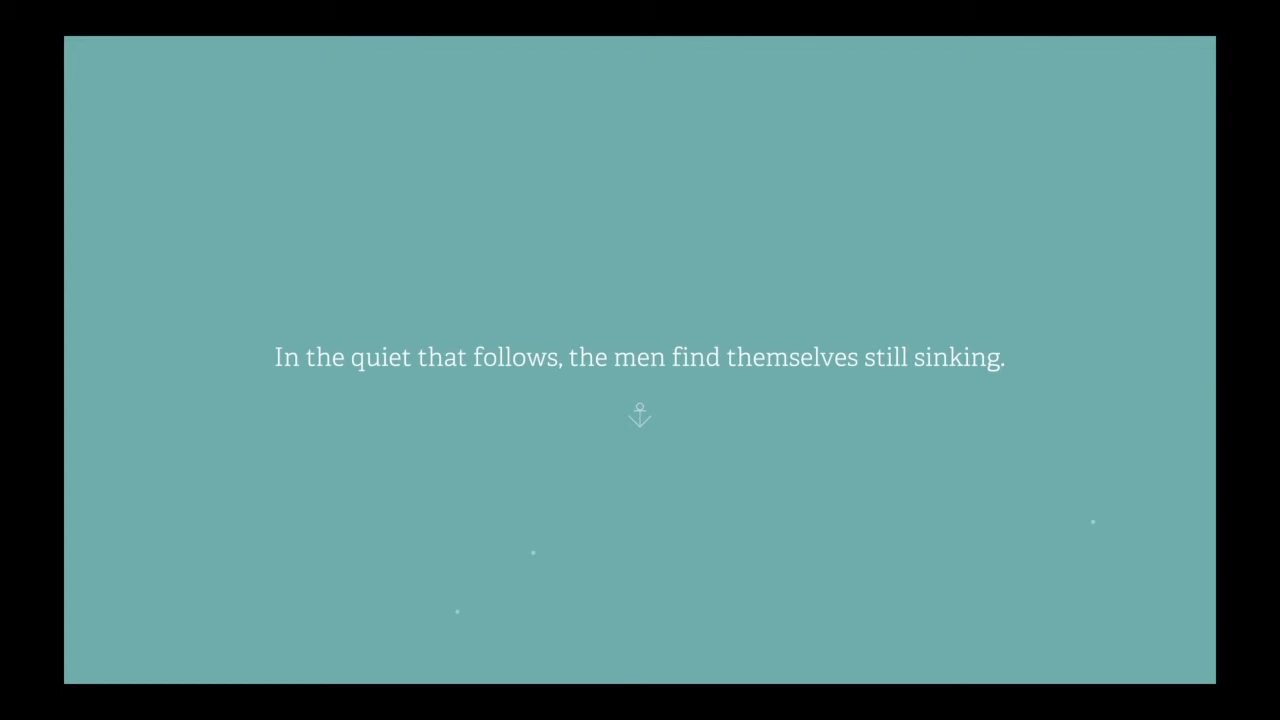 In the quiet that follows, the men find themselves still sinking.